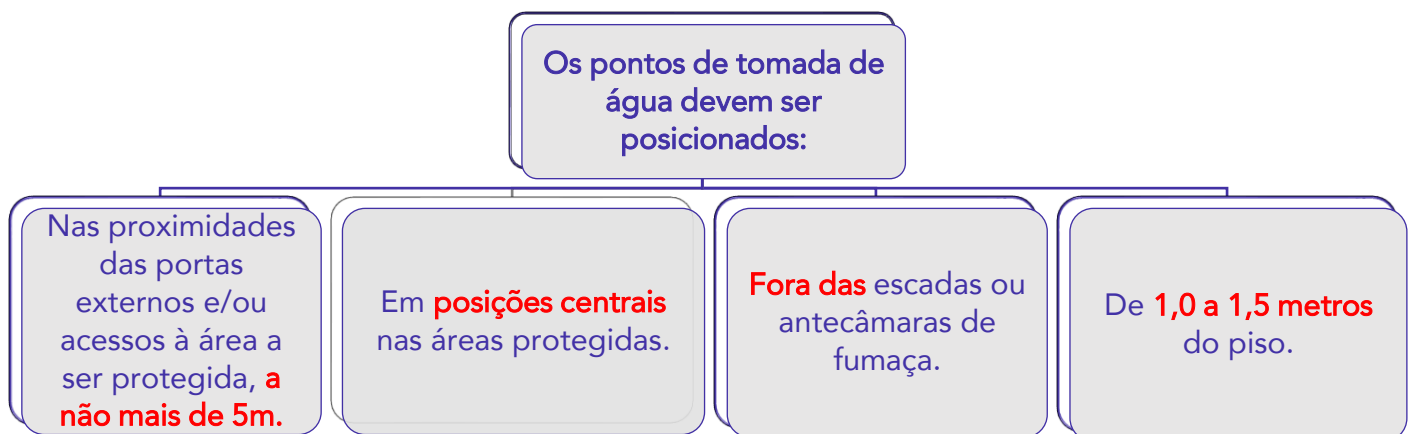 Os pontos de tomada de
água devem ser
posicionados:
Nas proximidades
das portas
externos e/ou
acessos à área a
ser protegida, a
não mais de 5m.
Em posições centrais
nas áreas protegidas.
Fora das escadas ou
antecâmaras de
fumaça.
De 1,0 a 1,5 metros
do piso.